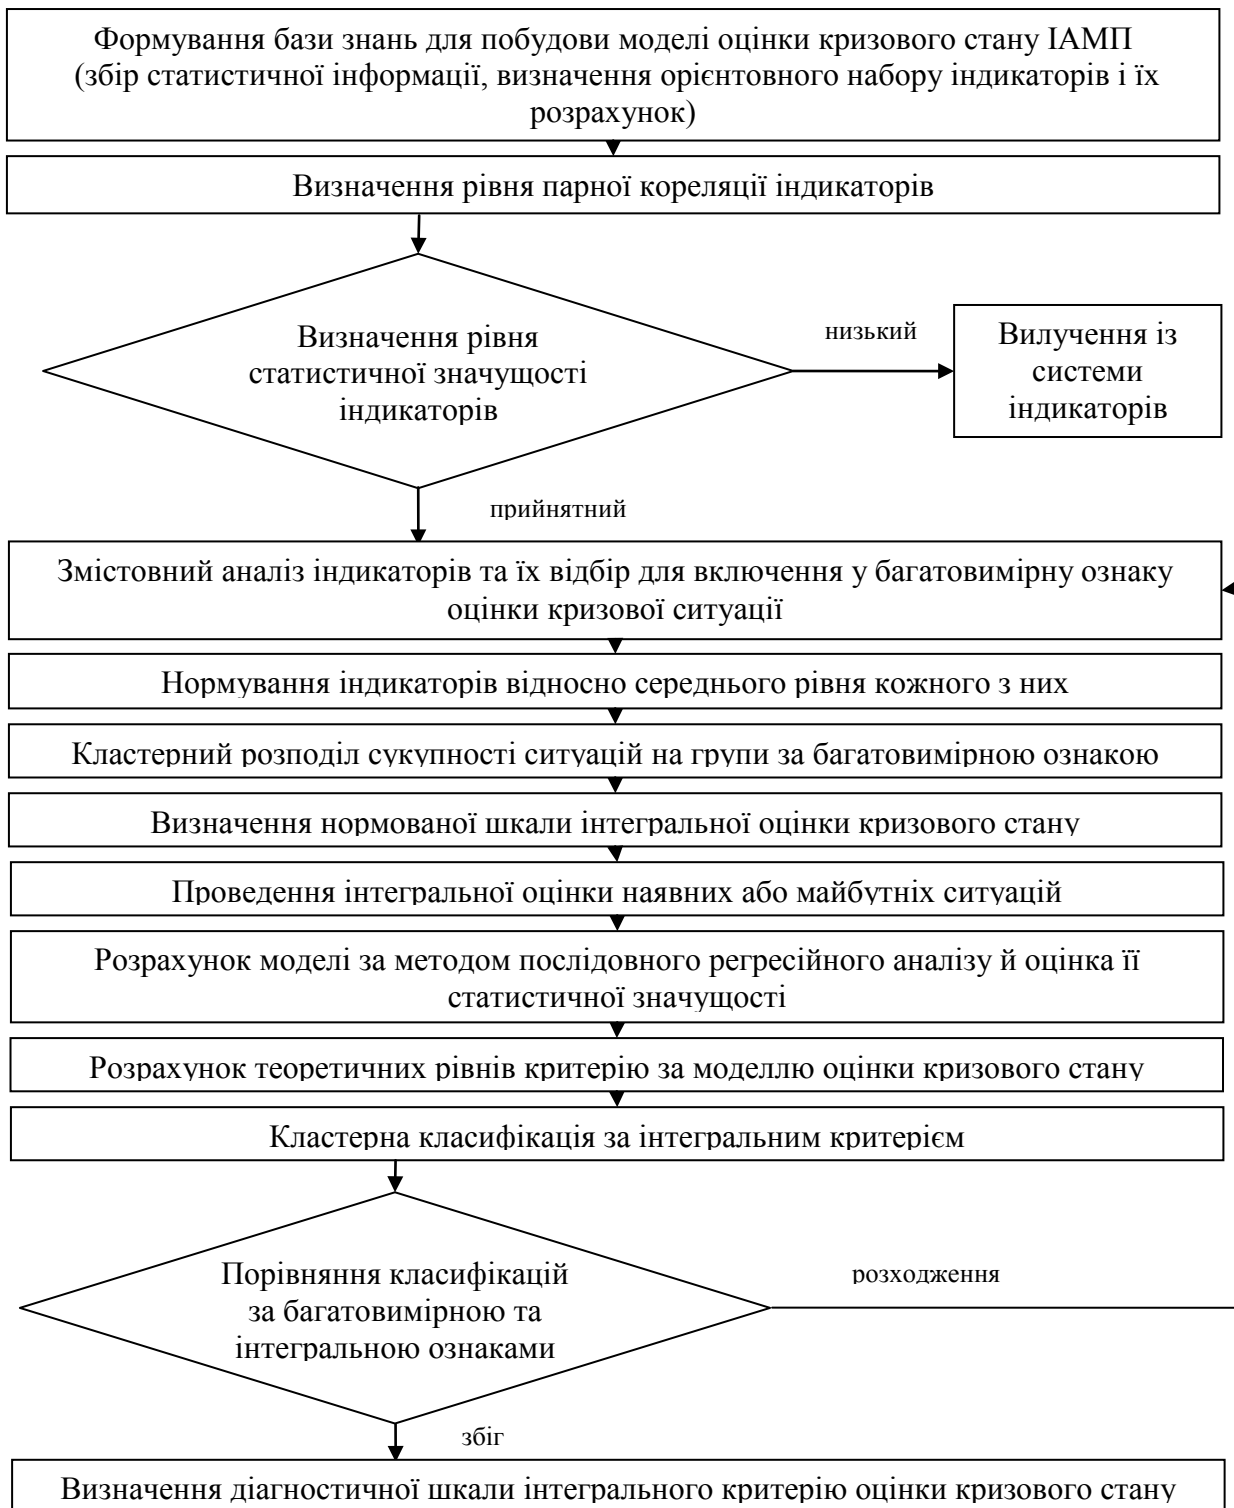 Формування бази знань для побудови моделі оцінки кризового стану ІАМП
(збір статистичної інформації, визначення орієнтовного набору індикаторів і їх
розрахунок)
Визначення рівня парної кореляції індикаторів
Визначення рівня
статистичної значущості
індикаторів
низький
Вилучення із
системи
індикаторів
прийнятний
Змістовний аналіз індикаторів та їх відбір для включення у багатовимірну ознаку
оцінки кризової ситуації
Нормування індикаторів відносно середнього рівня кожного з них
Кластерний розподіл сукупності ситуацій на групи за багатовимірною ознакою
Визначення нормованої шкали інтегральної оцінки кризового стану
Проведення інтегральної оцінки наявних або майбутніх ситуацій
Розрахунок моделі за методом послідовного регресійного аналізу й оцінка її
статистичної значущості
Розрахунок теоретичних рівнів критерію за моделлю оцінки кризового стану
Кластерна класифікація за інтегральним критерієм
Порівняння класифікацій
за багатовимірною та
інтегральною ознаками
розходження
збіг
Визначення діагностичної шкали інтегрального критерію оцінки кризового стану